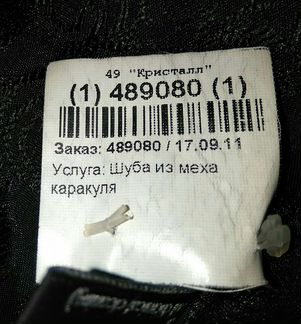 49 "Кристалл"
(1) 489080 (1)
Заказ: 489080 / 17.09.11
Услуга: Шуба из меха
каракуля